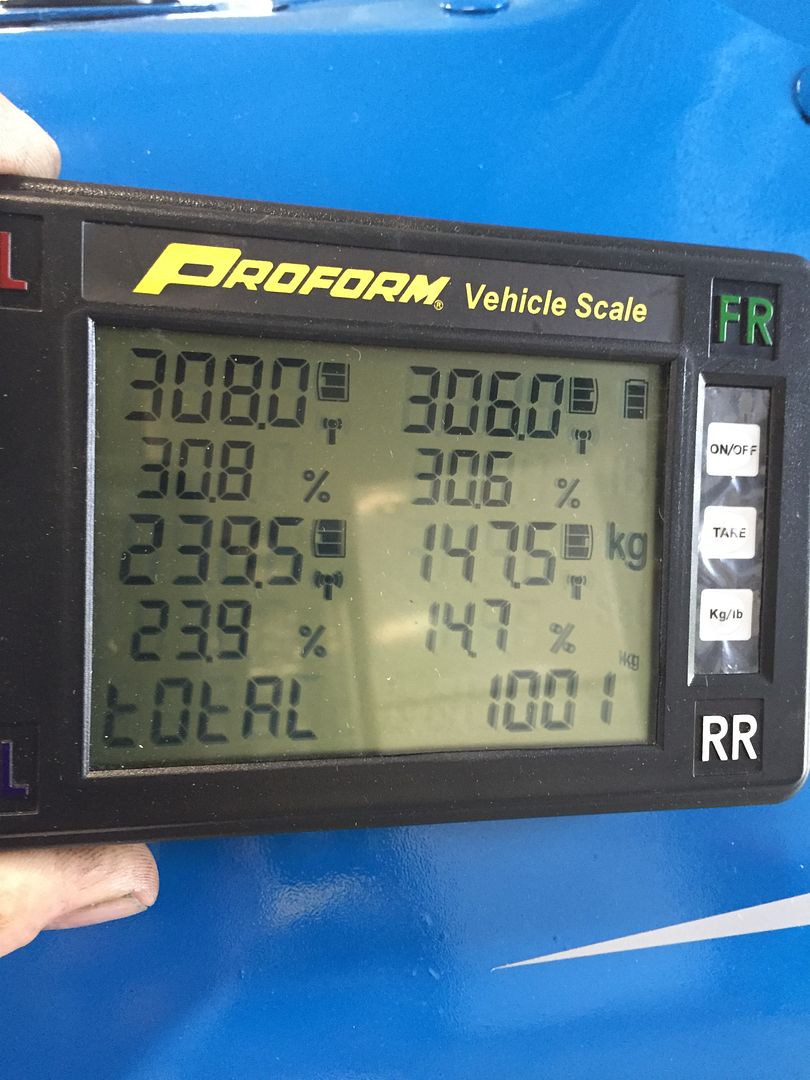 PROFORM® Vehicle Scale
L
FR
308.0 306.0
30.8 % 30.6 %
ON/OFF
239.5 147.5 kg
TARE
23.9 % 14.7 %
Kg/lb
kg
total 1001
L
RR